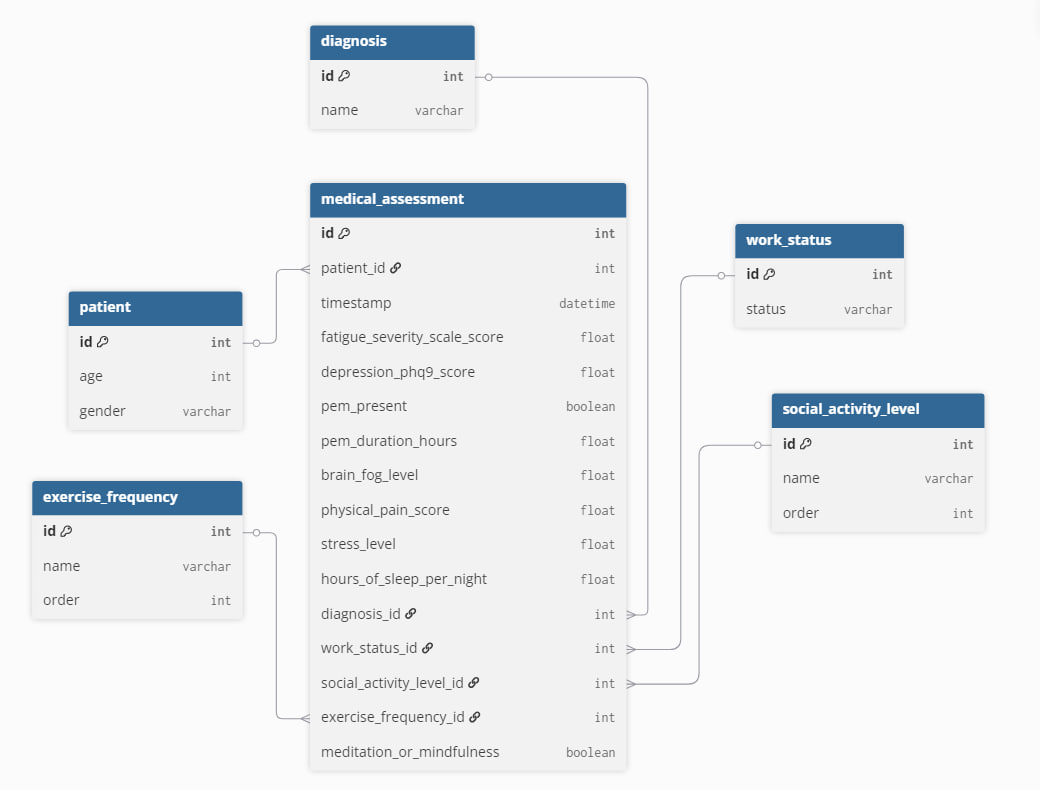 diagnosis
id int
name varchar
medical_assessment
id int
patient_id int
timestamp datetime
fatigue_severity_scale_score float
depression_phq9_score float
pem_present boolean
pem_duration_hours float
brain_fog_level float
physical_pain_score float
stress_level float
hours_of_sleep_per_night float
diagnosis_id int
work_status_id int
social_activity_level_id int
exercise_frequency_id int
meditation_or_mindfulness boolean
patient
id int
age int
gender varchar
exercise_frequency
id int
name varchar
order int
work_status
id int
status varchar
social_activity_level
id int
name varchar
order int